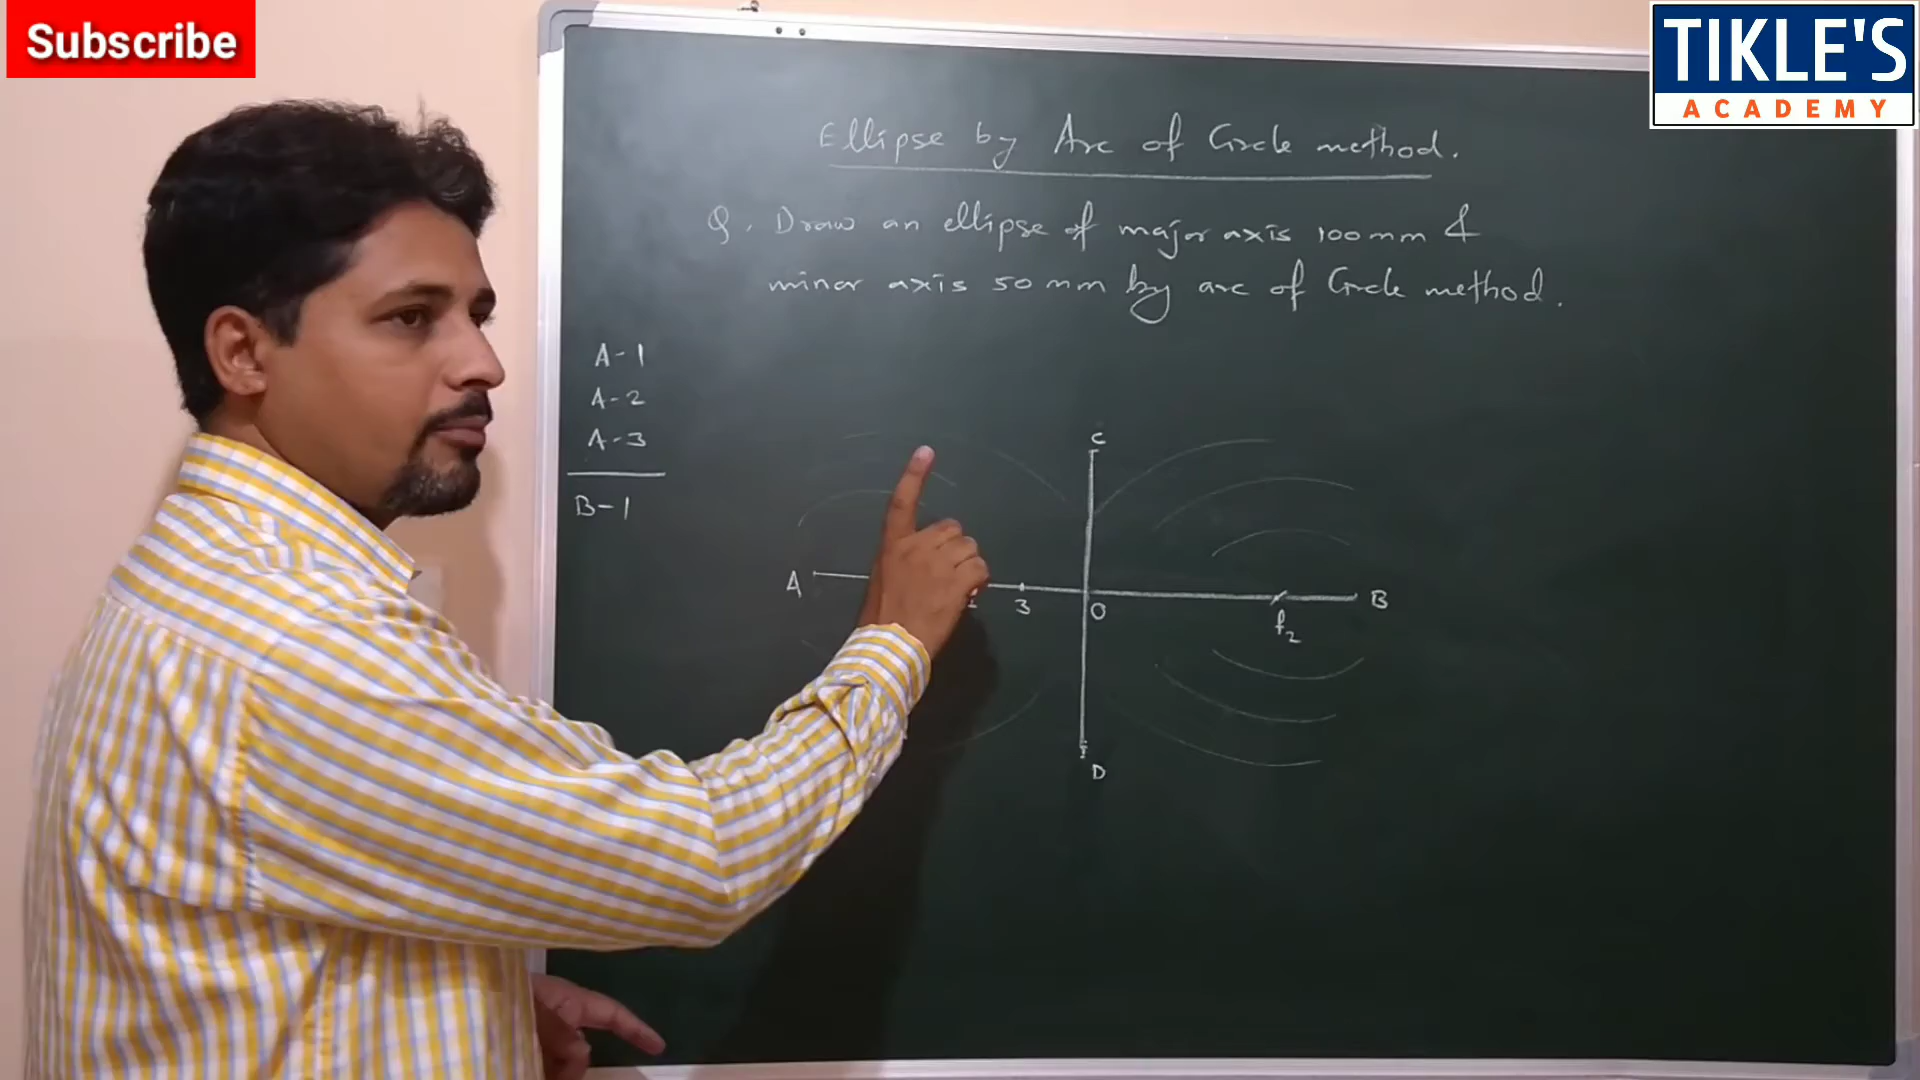 Subscribe
TIKLE'S
ACADEMY
Ellipse by Arc of Circle method.
Q. Draw an ellipse of major axis 100mm &
minor axis 50mm by arc of Circle method.
A-1
A-2
A-3
B-1
C
A
3
O
f2
B
D